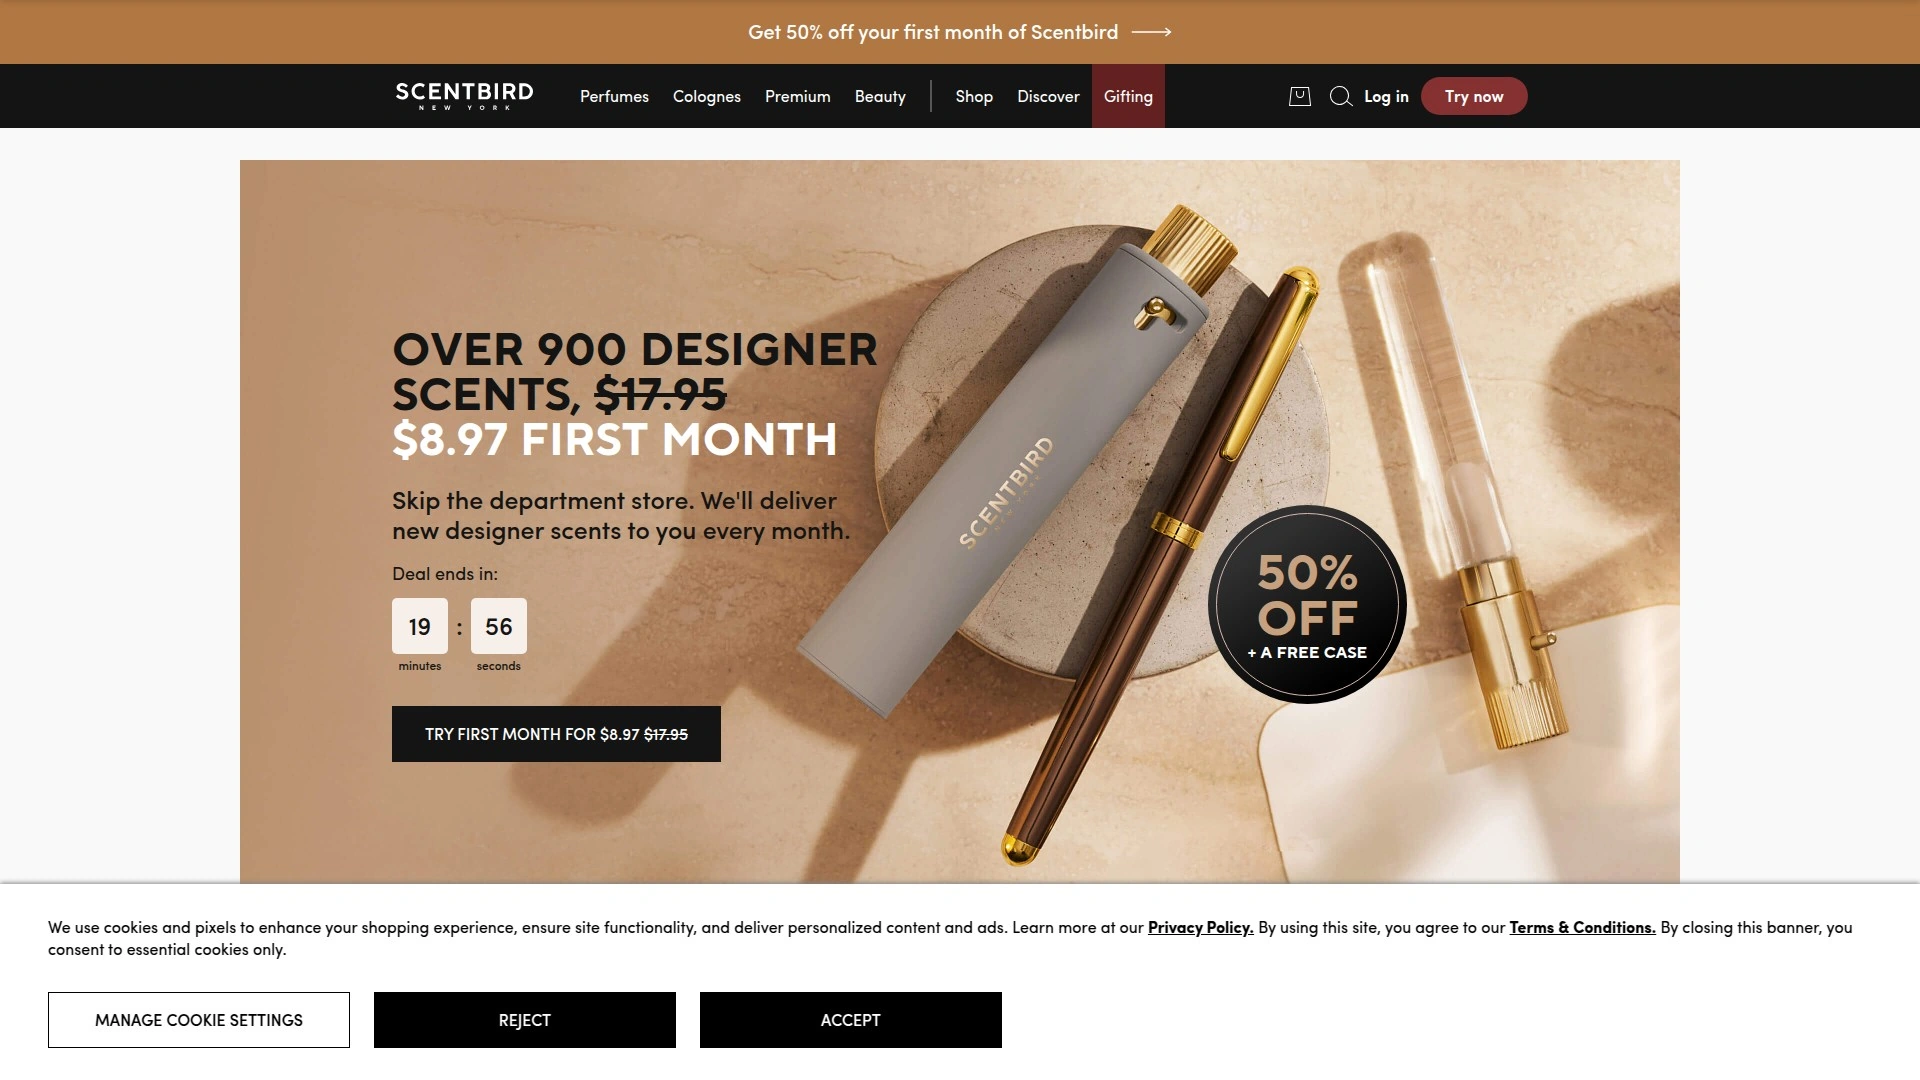 Get 50% off your first month of Scentbird
SCENTBIRD
NEW YORK
Perfumes
Colognes
Premium
Beauty
Shop
Discover
Gifting
Log in
Try now
OVER 900 DESIGNER
SCENTS, $17.95
$8.97 FIRST MONTH
Skip the department store. We'll deliver
new designer scents to you every month.
Deal ends in:
19 : 56
minutes seconds
TRY FIRST MONTH FOR $8.97 $17.95
SCENTBIRD
NEW YORK
50%
OFF
+ A FREE CASE
We use cookies and pixels to enhance your shopping experience, ensure site functionality, and deliver personalized content and ads. Learn more at our Privacy Policy. By using this site, you agree to our Terms & Conditions. By closing this banner, you
consent to essential cookies only.
MANAGE COOKIE SETTINGS
REJECT
ACCEPT